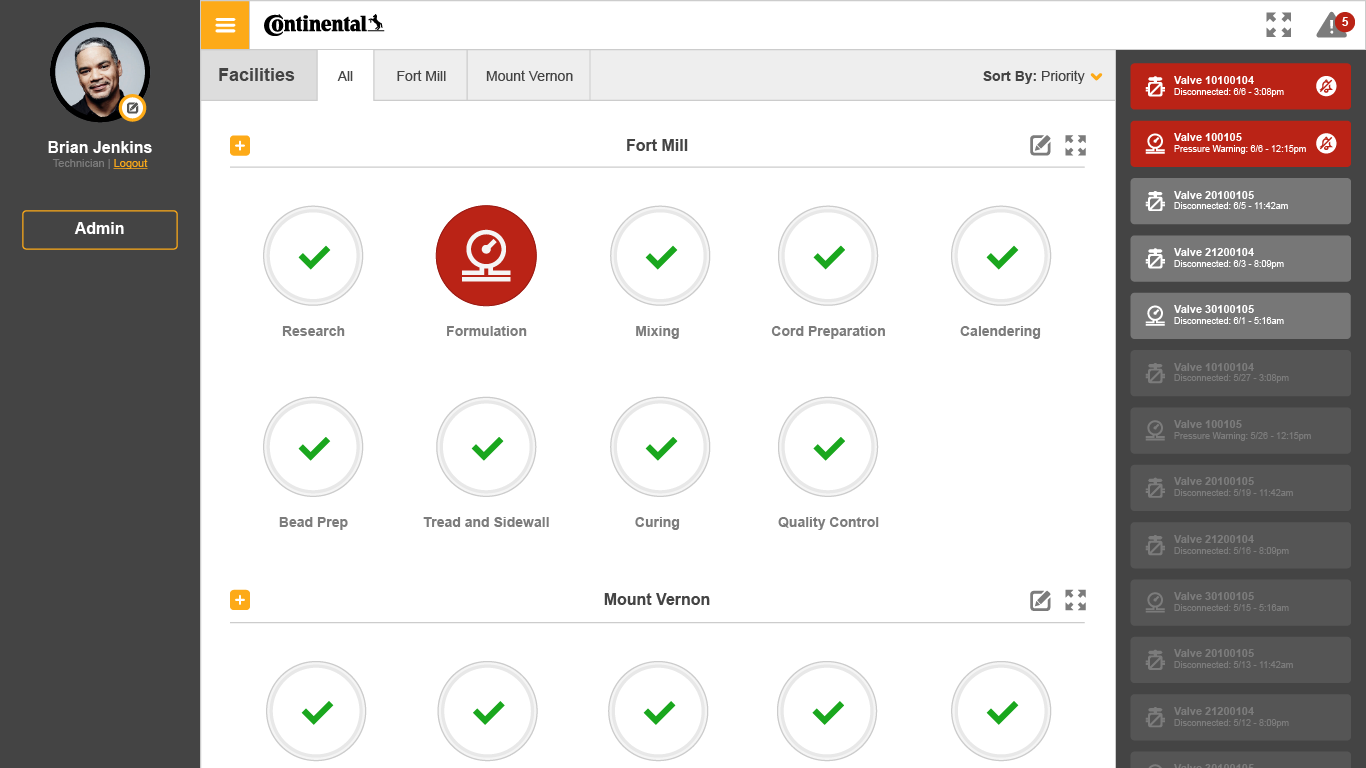 Continental
5
Brian Jenkins
Technician | Logout
Admin
Facilities
All
Fort Mill
Mount Vernon
Sort By: Priority
Fort Mill
Research
Formulation
Mixing
Cord Preparation
Calendering
Bead Prep
Tread and Sidewall
Curing
Quality Control
Mount Vernon
Valve 10100104
Disconnected: 6/6 - 3:08pm
Valve 100105
Pressure Warning: 6/6 - 12:15pm
Valve 20100105
Disconnected: 6/5 - 11:42am
Valve 21200104
Disconnected: 6/3 - 8:09pm
Valve 30100105
Disconnected: 6/1 - 5:16am
Valve 10100104
Disconnected: 5/27 - 3:08pm
Valve 100105
Pressure Warning: 5/26 - 12:15pm
Valve 20100105
Disconnected: 5/19 - 11:42am
Valve 21200104
Disconnected: 5/16 - 8:09pm
Valve 30100105
Disconnected: 5/15 - 5:16am
Valve 20100105
Disconnected: 5/13 - 11:42am
Valve 21200104
Disconnected: 5/12 - 8:09pm
Valve 30100105